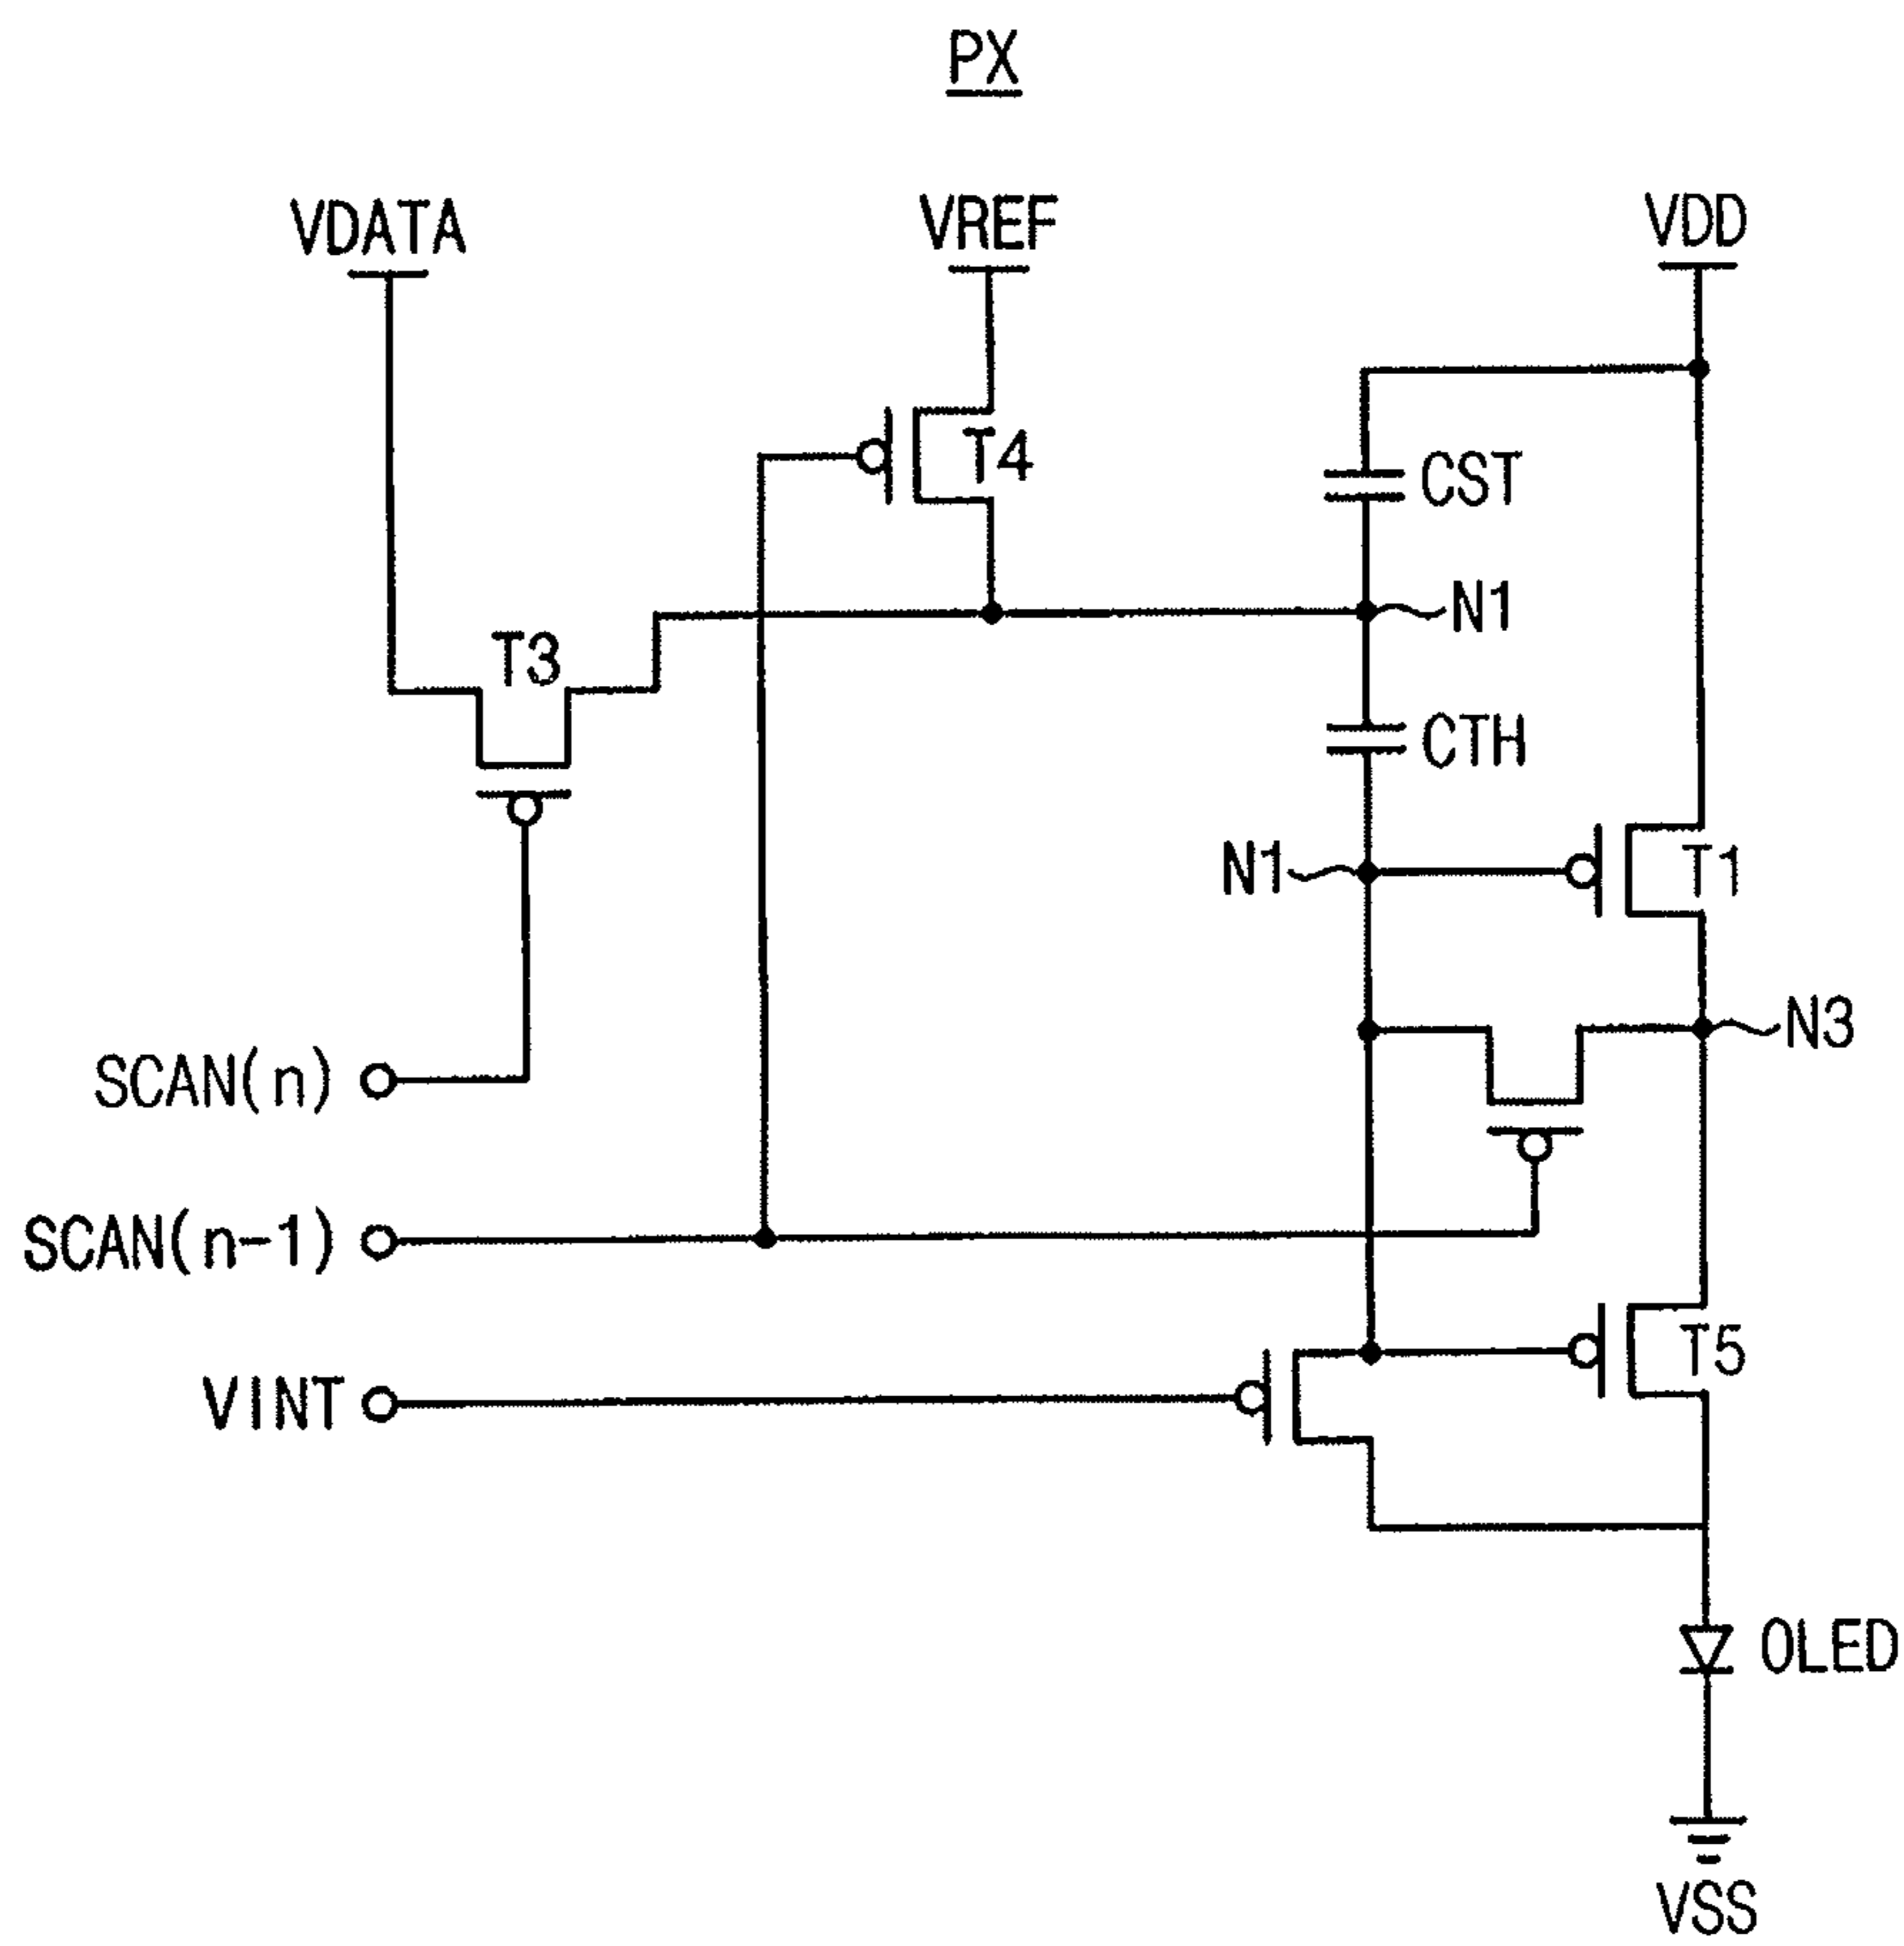 PX
VDATA
VREF
VDD
T4
CST
N1
T3
CTH
N1
T1
N3
SCAN(n)
SCAN(n-1)
T5
VINT
OLED
VSS